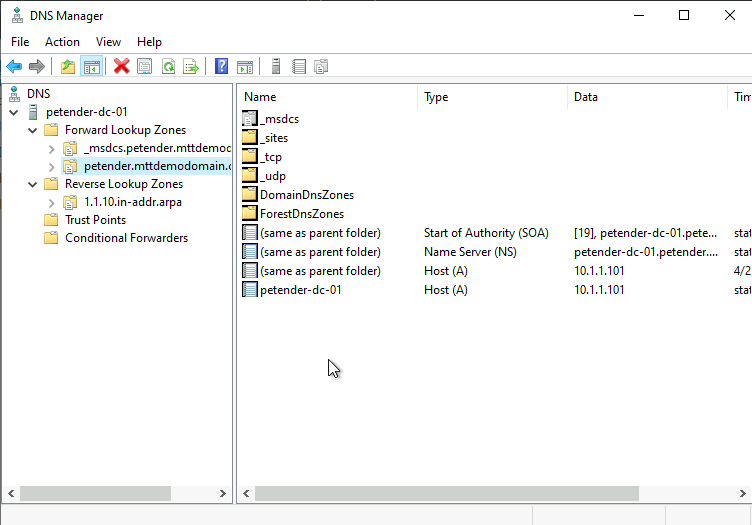 DNS Manager
File Action View Help
DNS
petender-dc-01
Forward Lookup Zones
_msdcs.petender.mttdemod
petender.mttdemodomain.c
Reverse Lookup Zones
1.1.10.in-addr.arpa
Trust Points
Conditional Forwarders
Name Type Data Tim
_msdcs
_sites
_tcp
_udp
DomainDnsZones
ForestDnsZones
(same as parent folder) Start of Authority (SOA) [19], petender-dc-01.pete... stat
(same as parent folder) Name Server (NS) petender-dc-01.petender.... stat
(same as parent folder) Host (A) 10.1.1.101 4/2
petender-dc-01 Host (A) 10.1.1.101 stat